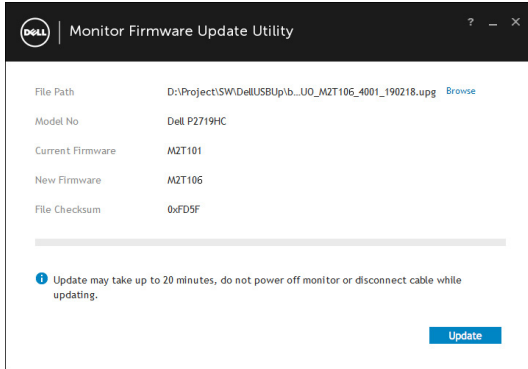 DELL
Monitor Firmware Update Utility
?
File Path
D:\Project\SW\DellUSBUp\b...UO_M2T106_4001_190218.upg
Browse
Model No
Dell P2719HC
Current Firmware
M2T101
New Firmware
M2T106
File Checksum
0xFD5F
Update may take up to 20 minutes, do not power off monitor or disconnect cable while
updating.
Update